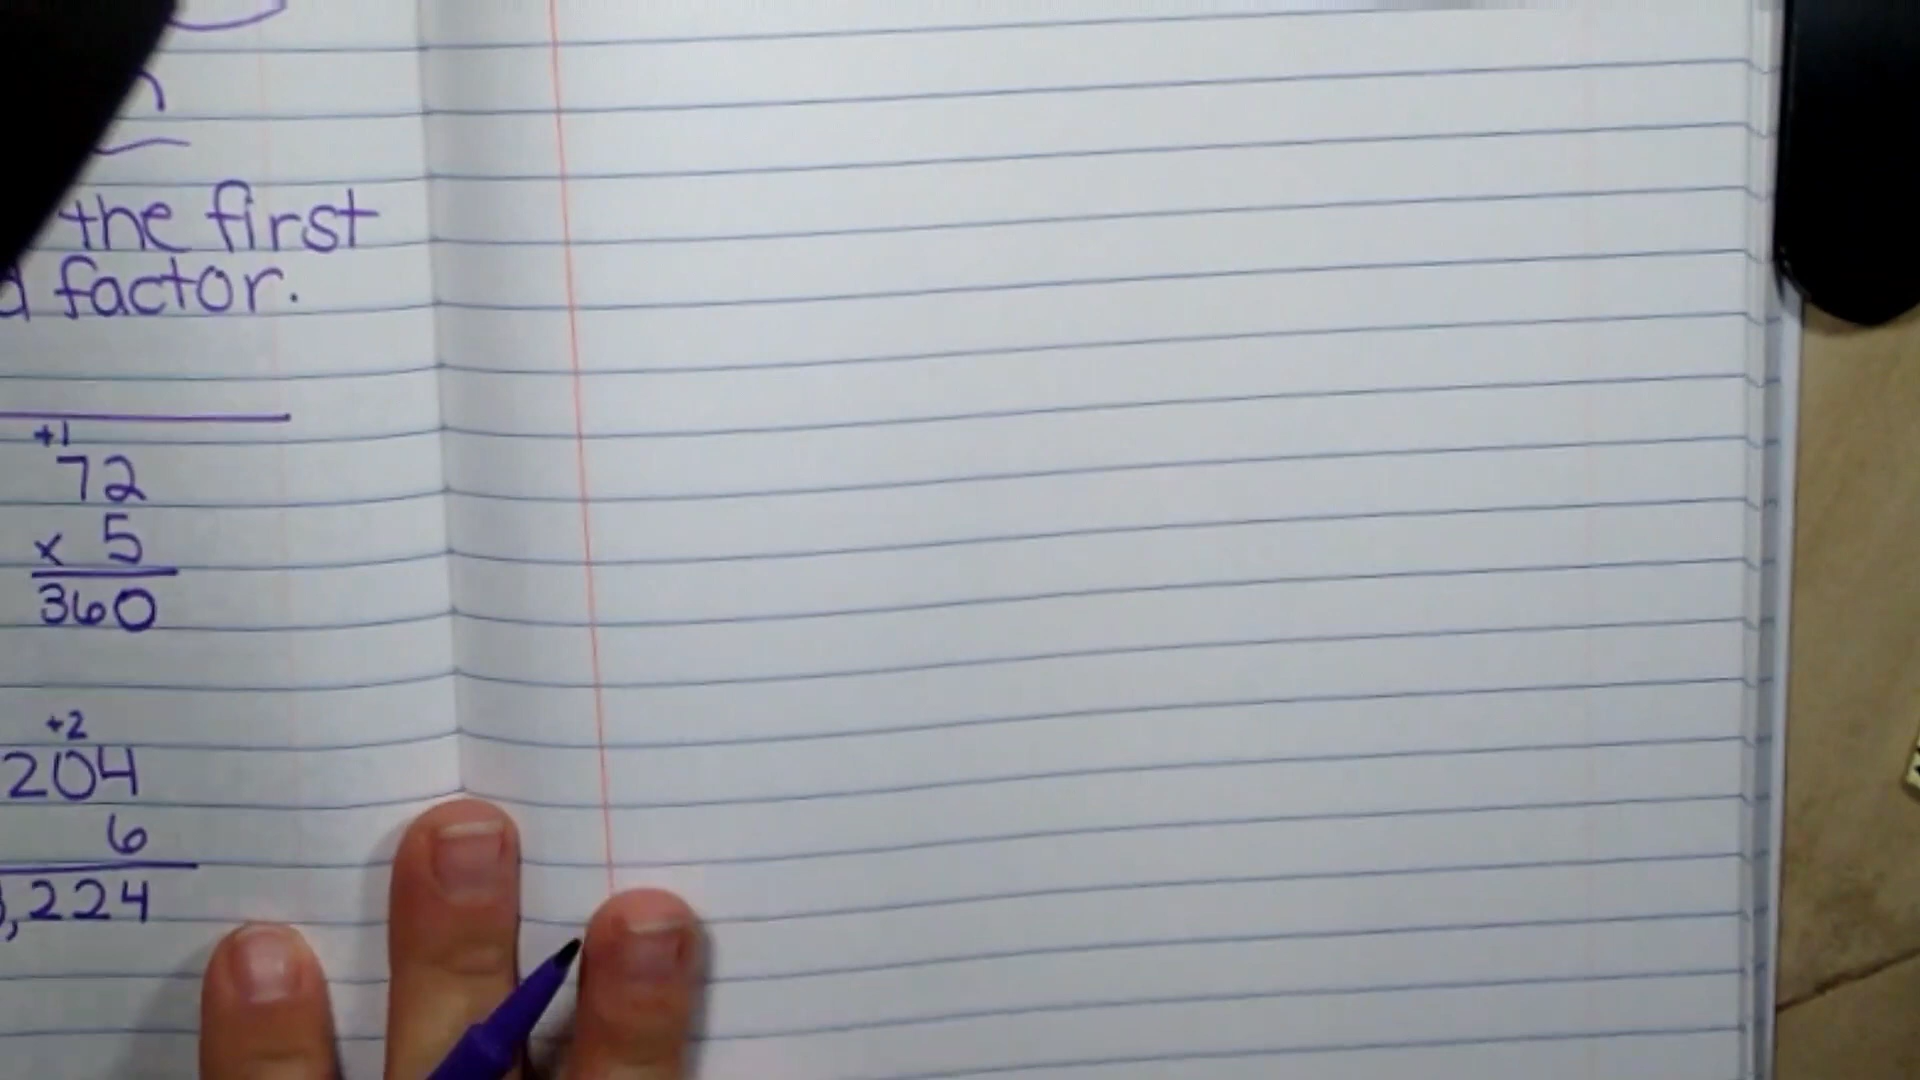 the first
factor.
+1
72
x 5
360
+2
204
6
,224